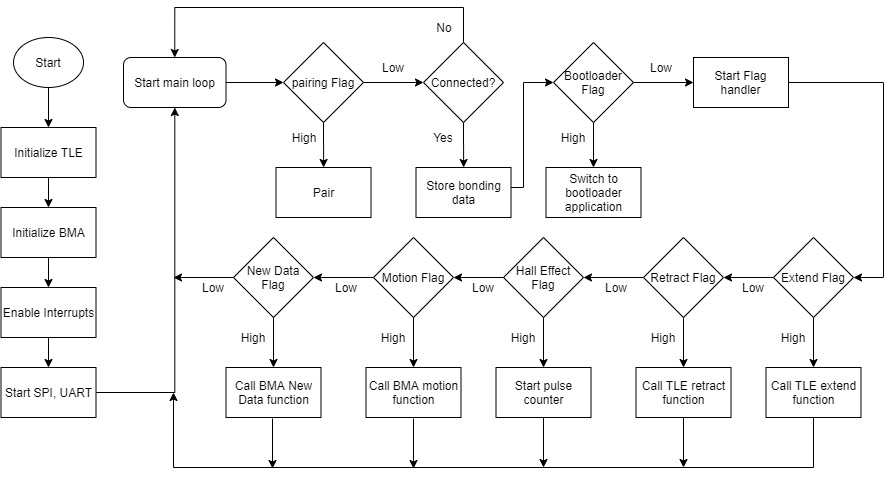 No
Start
Start main loop
pairing Flag
Low
Connected?
Bootloader
Flag
Low
Start Flag
handler
High
Yes
High
Initialize TLE
Pair
Store bonding
data
Switch to
bootloader
application
Initialize BMA
New Data
Flag
Motion Flag
Hall Effect
Flag
Retract Flag
Extend Flag
Low
Low
Low
Low
Low
Enable Interrupts
High
High
High
High
High
Start SPI, UART
Call BMA New
Data function
Call BMA motion
function
Start pulse
counter
Call TLE retract
function
Call TLE extend
function